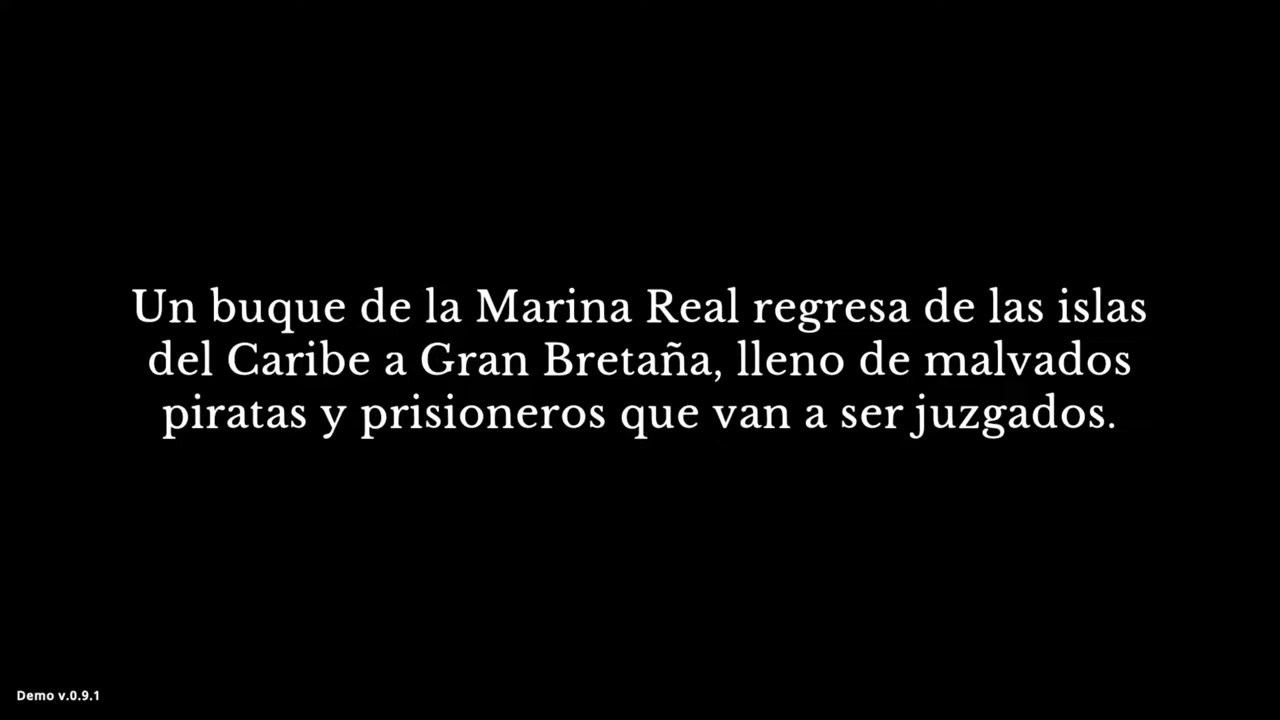 Un buque de la Marina Real regresa de las islas
del Caribe a Gran Bretaña, lleno de malvados
piratas y prisioneros que van a ser juzgados.
Demo v.0.9.1